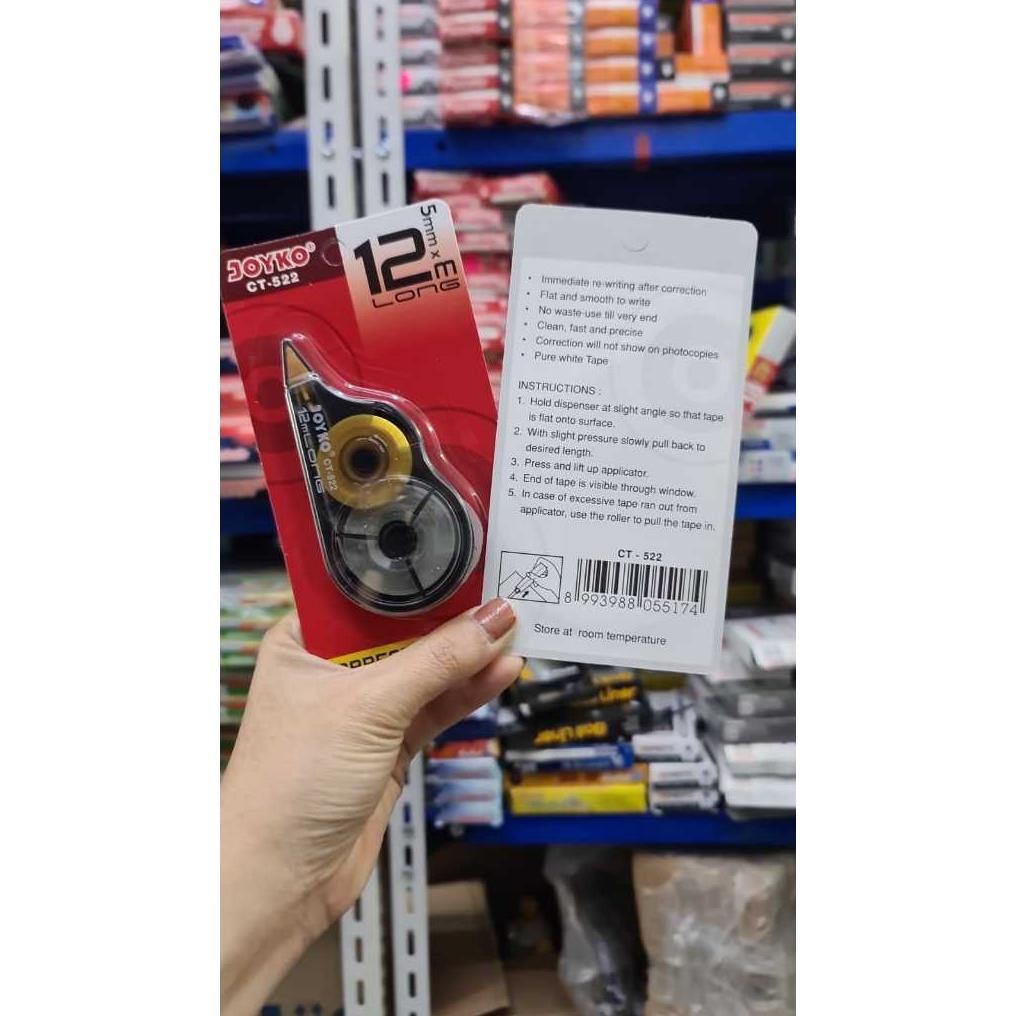 JOYKO®
CT-522
12
5mm x
m
LONG
JOYKO
CT-522
12m LONG
• Immediate re-writing after correction
• Flat and smooth to write
• No waste-use till very end
• Clean, fast and precise
• Correction will not show on photocopies
• Pure white Tape
INSTRUCTIONS :
1. Hold dispenser at slight angle so that tape
is flat onto surface.
2. With slight pressure slowly pull back to
desired length.
3. Press and lift up applicator.
4. End of tape is visible through window.
5. In case of excessive tape ran out from
applicator, use the roller to pull the tape in.
CT - 522
8 993988 055174
Store at room temperature
Boll Liner